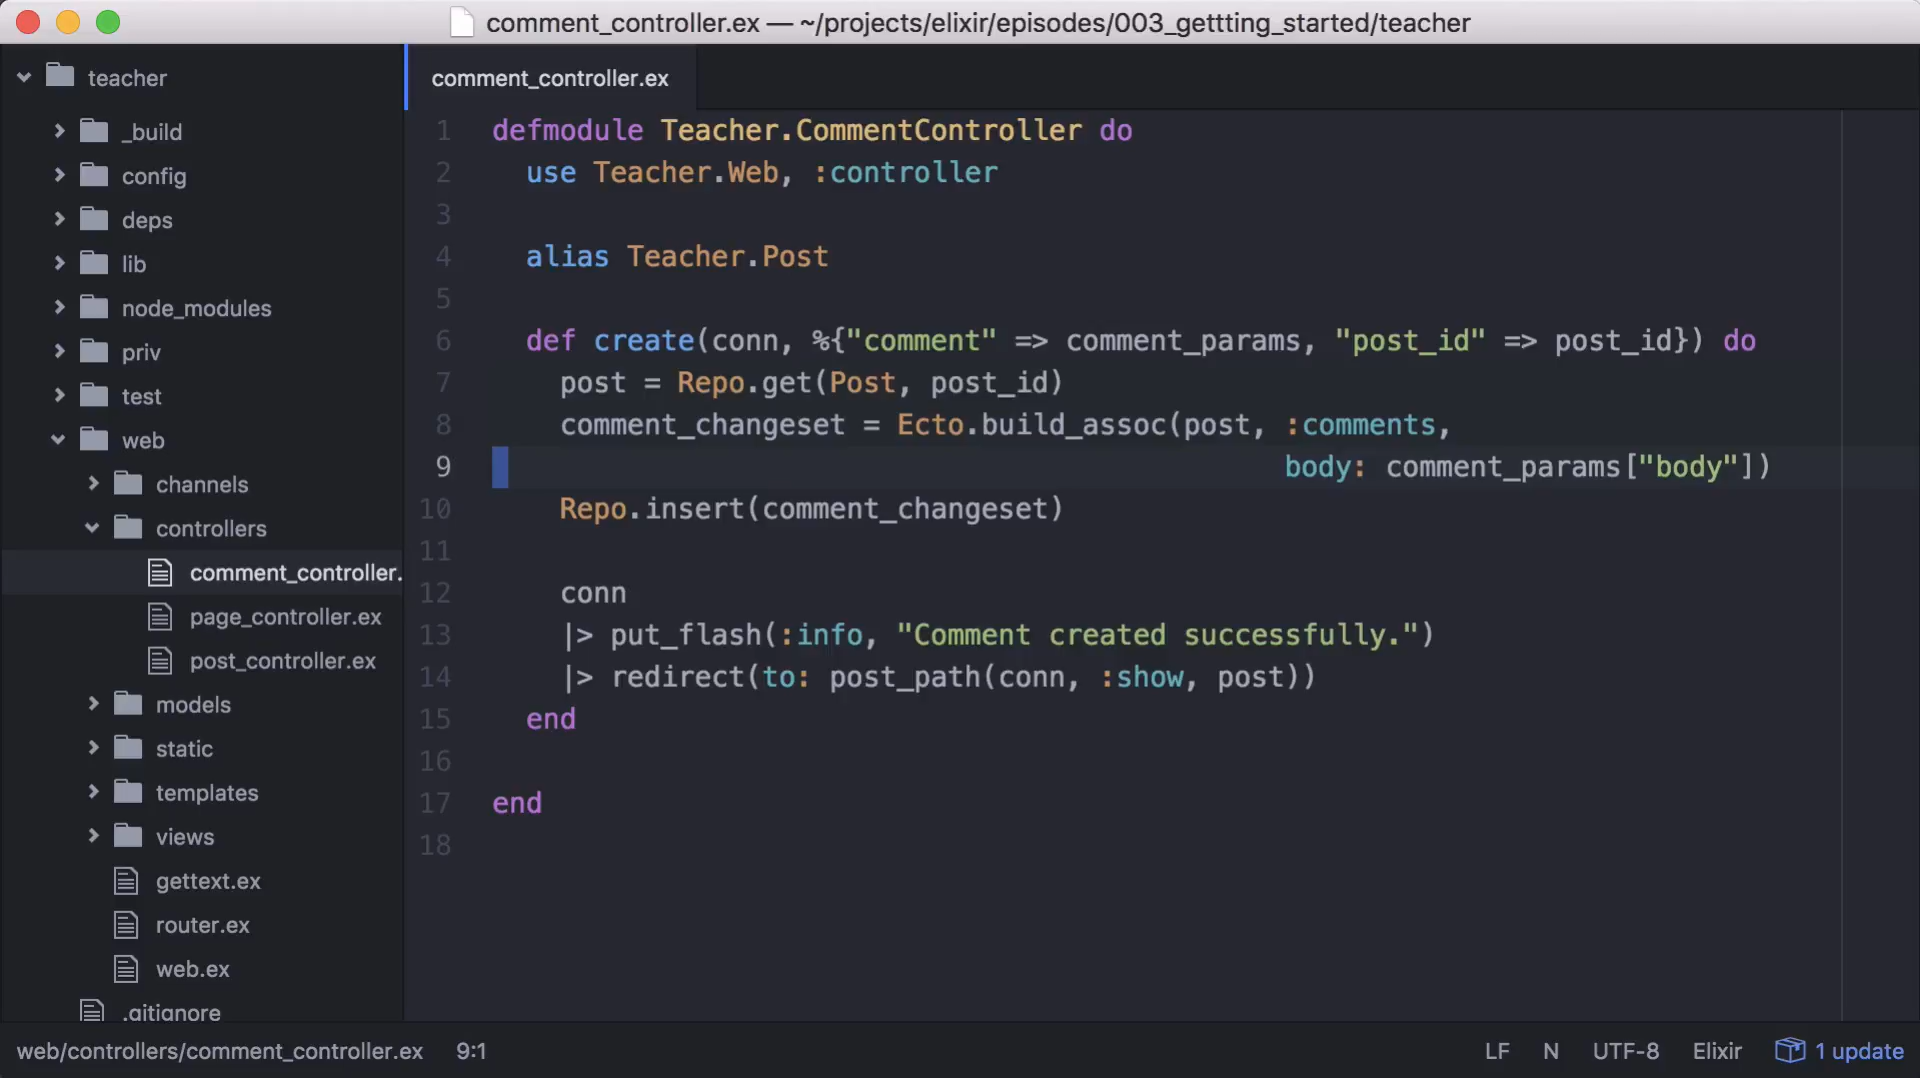 comment_controller.ex — ~/projects/elixir/episodes/003_gettting_started/teacher
teacher
_build
config
deps
lib
node_modules
priv
test
web
channels
controllers
comment_controller.
page_controller.ex
post_controller.ex
models
static
templates
views
gettext.ex
router.ex
web.ex
.gitignore
comment_controller.ex
1 defmodule Teacher.CommentController do
2   use Teacher.Web, :controller
3
4   alias Teacher.Post
5
6   def create(conn, %{"comment" => comment_params, "post_id" => post_id}) do
7     post = Repo.get(Post, post_id)
8     comment_changeset = Ecto.build_assoc(post, :comments,
9                                                body: comment_params["body"])
10     Repo.insert(comment_changeset)
11
12     conn
13     |> put_flash(:info, "Comment created successfully.")
14     |> redirect(to: post_path(conn, :show, post))
15   end
16
17 end
18
web/controllers/comment_controller.ex 9:1 LF N UTF-8 Elixir 1 update